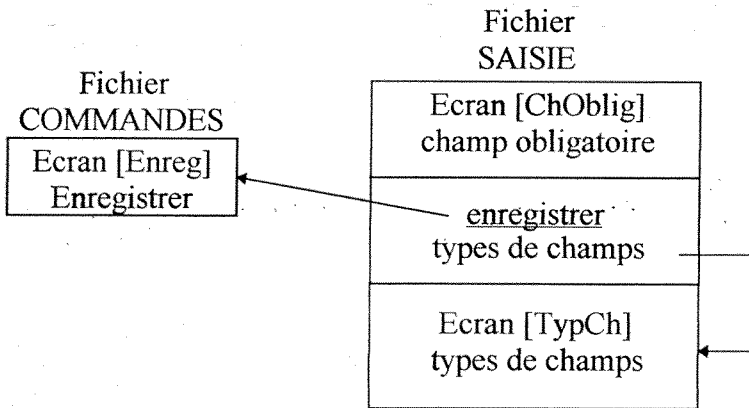 Fichier
COMMANDES
Ecran [Enreg]
Enregistrer
Fichier
SAISIE
Ecran [ChOblig]
champ obligatoire
enregistrer
types de champs
Ecran [TypCh]
types de champs